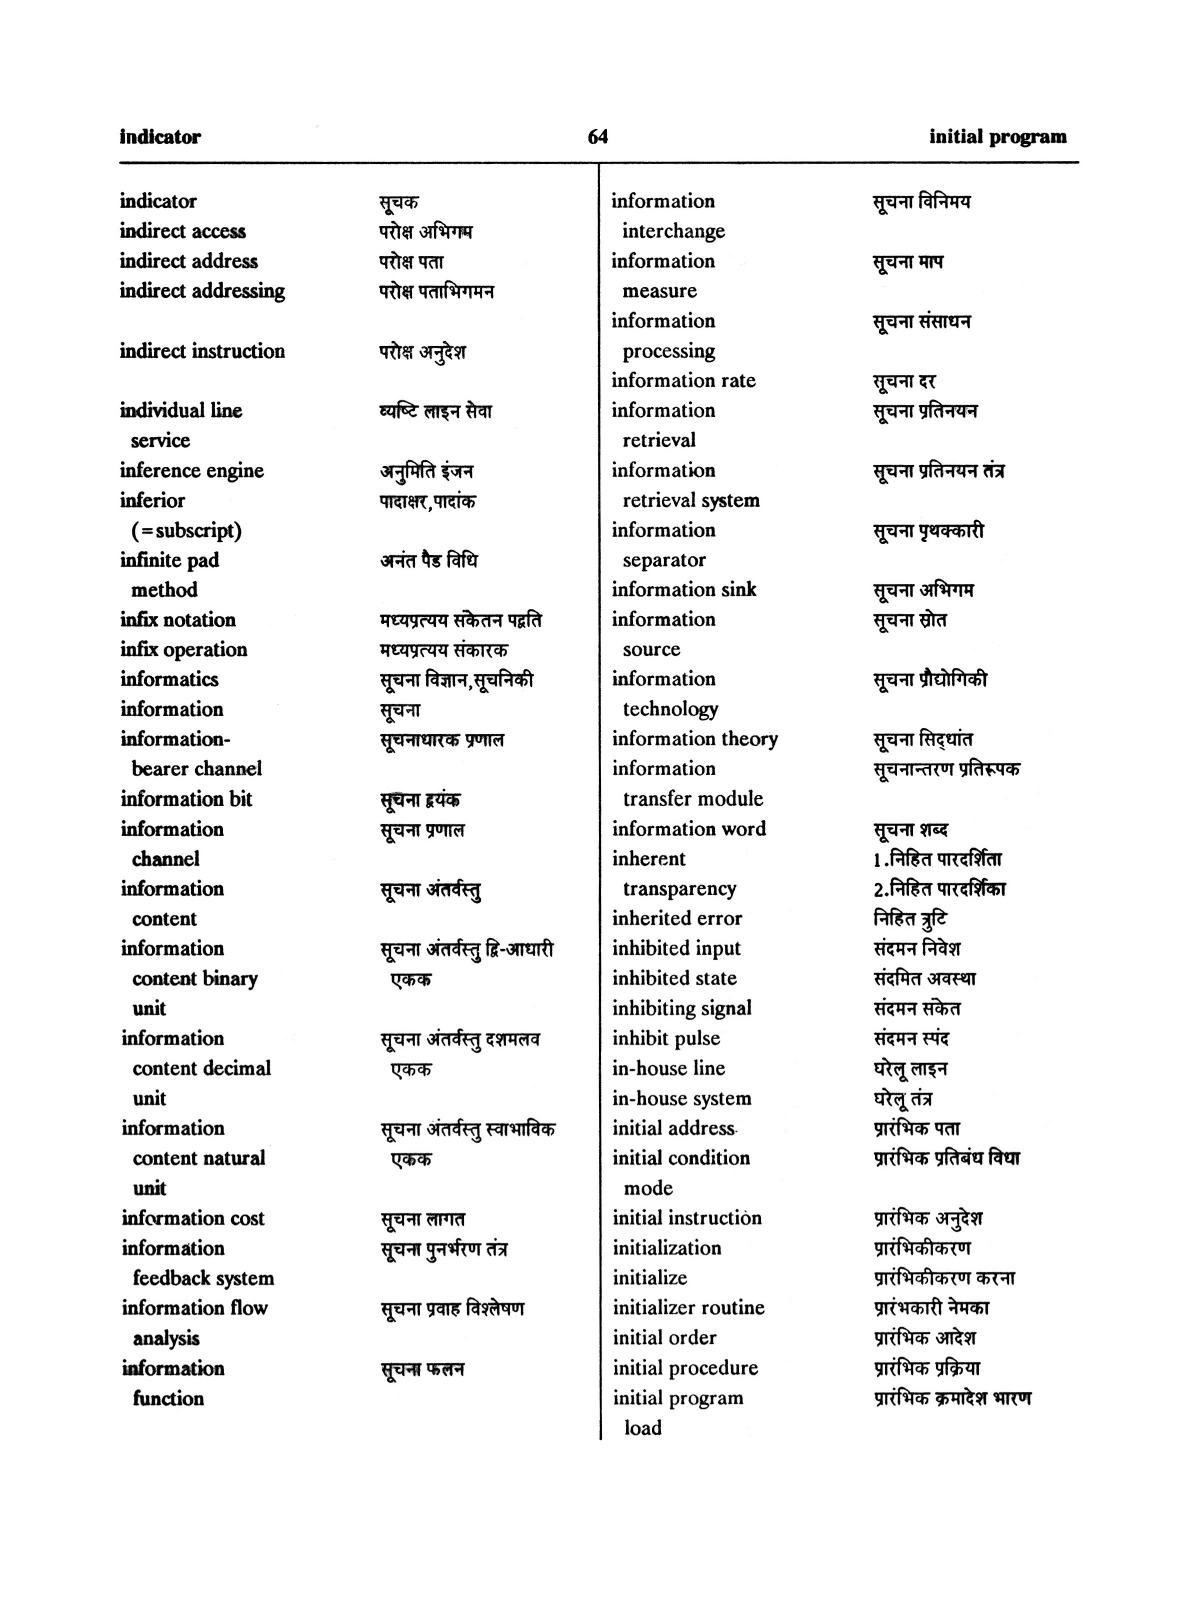 indicator 64 initial program
indicator सूचक
indirect access परोक्ष अभिगम
indirect address परोक्ष पता
indirect addressing परोक्ष पताभिगमन
indirect instruction परोक्ष अनुदेश
individual line व्यष्टि लाइन सेवा
service
inference engine अनुमिति इंजन
inferior पादाक्षर,पादांक
(=subscript)
infinite pad अनंत पैड विधि
method
infix notation मध्यप्रत्यय संकेतन पद्वति
infix operation मध्यप्रत्यय संकारक
informatics सूचना विज्ञान,सूचनिकी
information सूचना
information- सूचनाधारक प्रणाल
bearer channel
information bit सूचना द्वयंक
information सूचना प्रणाल
channel
information सूचना अंतर्वस्तु
content
information सूचना अंतर्वस्तु द्वि-आधारी
content binary एकक
unit
information सूचना अंतर्वस्तु दशमलव
content decimal एकक
unit
information सूचना अंतर्वस्तु स्वाभाविक
content natural एकक
unit
information cost सूचना लागत
information सूचना पुनर्भरण तंत्र
feedback system
information flow सूचना प्रवाह विश्लेषण
analysis
information सूचना फलन
function
information सूचना विनिमय
interchange
information सूचना माप
measure
information सूचना संसाधन
processing
information rate सूचना दर
information सूचना प्रतिनयन
retrieval
information सूचना प्रतिनयन तंत्र
retrieval system
information सूचना पृथक्कारी
separator
information sink सूचना अभिगम
information सूचना स्रोत
source
information सूचना प्रौद्योगिकी
technology
information theory सूचना सिद्धांत
information सूचनान्तरण प्रतिरूपक
transfer module
information word सूचना शब्द
inherent 1.निहित पारदर्शिता
transparency 2.निहित पारदर्शिका
inherited error निहित त्रुटि
inhibited input संदमन निवेश
inhibited state संदमित अवस्था
inhibiting signal संदमन संकेत
inhibit pulse संदमन स्पंद
in-house line घरेलू लाइन
in-house system घरेलू तंत्र
initial address प्रारंभिक पता
initial condition प्रारंभिक प्रतिबंध विधा
mode
initial instruction प्रारंभिक अनुदेश
initialization प्रारंभिकीकरण
initialize प्रारंभिकीकरण करना
initializer routine प्रारंभकारी नेमका
initial order प्रारंभिक आदेश
initial procedure प्रारंभिक प्रक्रिया
initial program प्रारंभिक क्रमादेश भारण
load